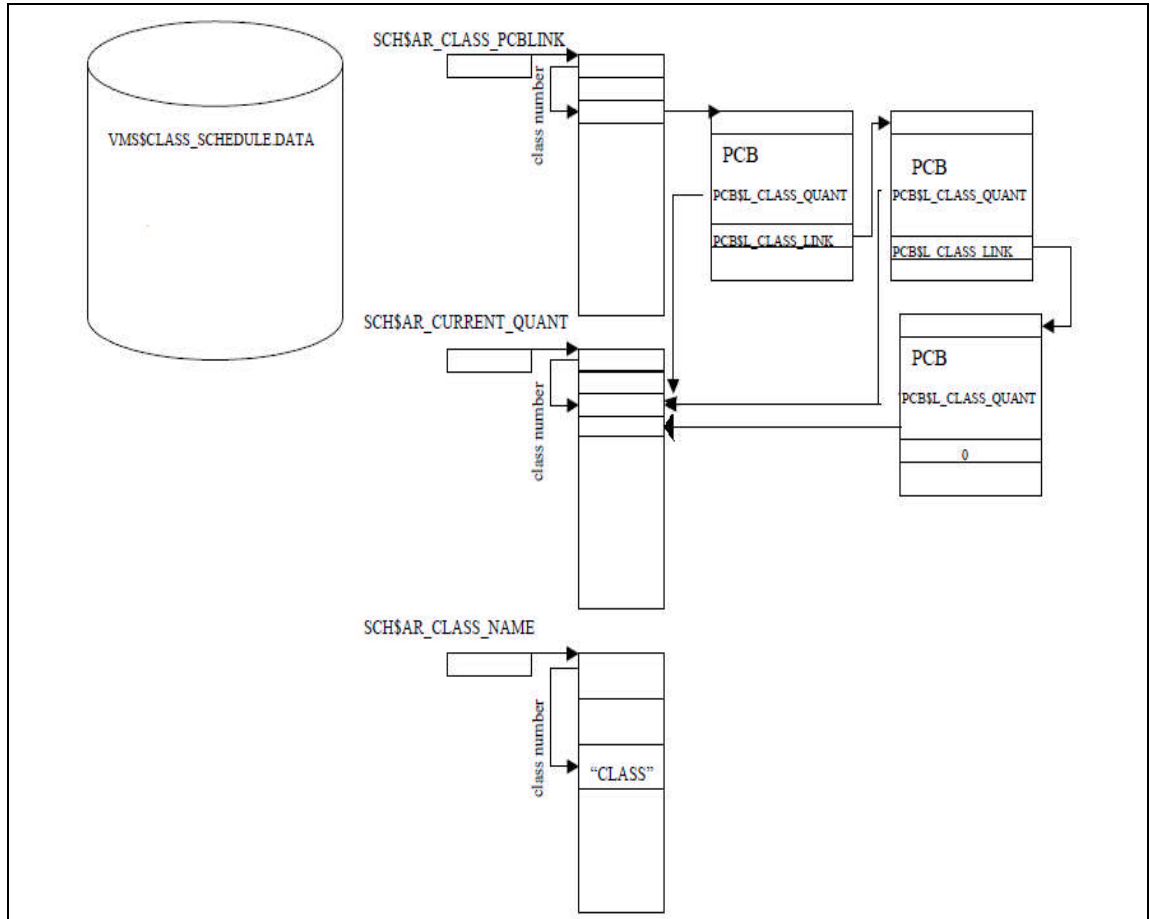 SCH$AR_CLASS_PCBLINK
class number
VMS$CLASS_SCHEDULE.DATA
PCB
PCB$L_CLASS_QUANT
PCB$L_CLASS_LINK
PCB
PCB$L_CLASS_QUANT
PCB$L_CLASS_LINK
SCH$AR_CURRENT_QUANT
class number
PCB
PCB$L_CLASS_QUANT
0
SCH$AR_CLASS_NAME
class number
“CLASS”